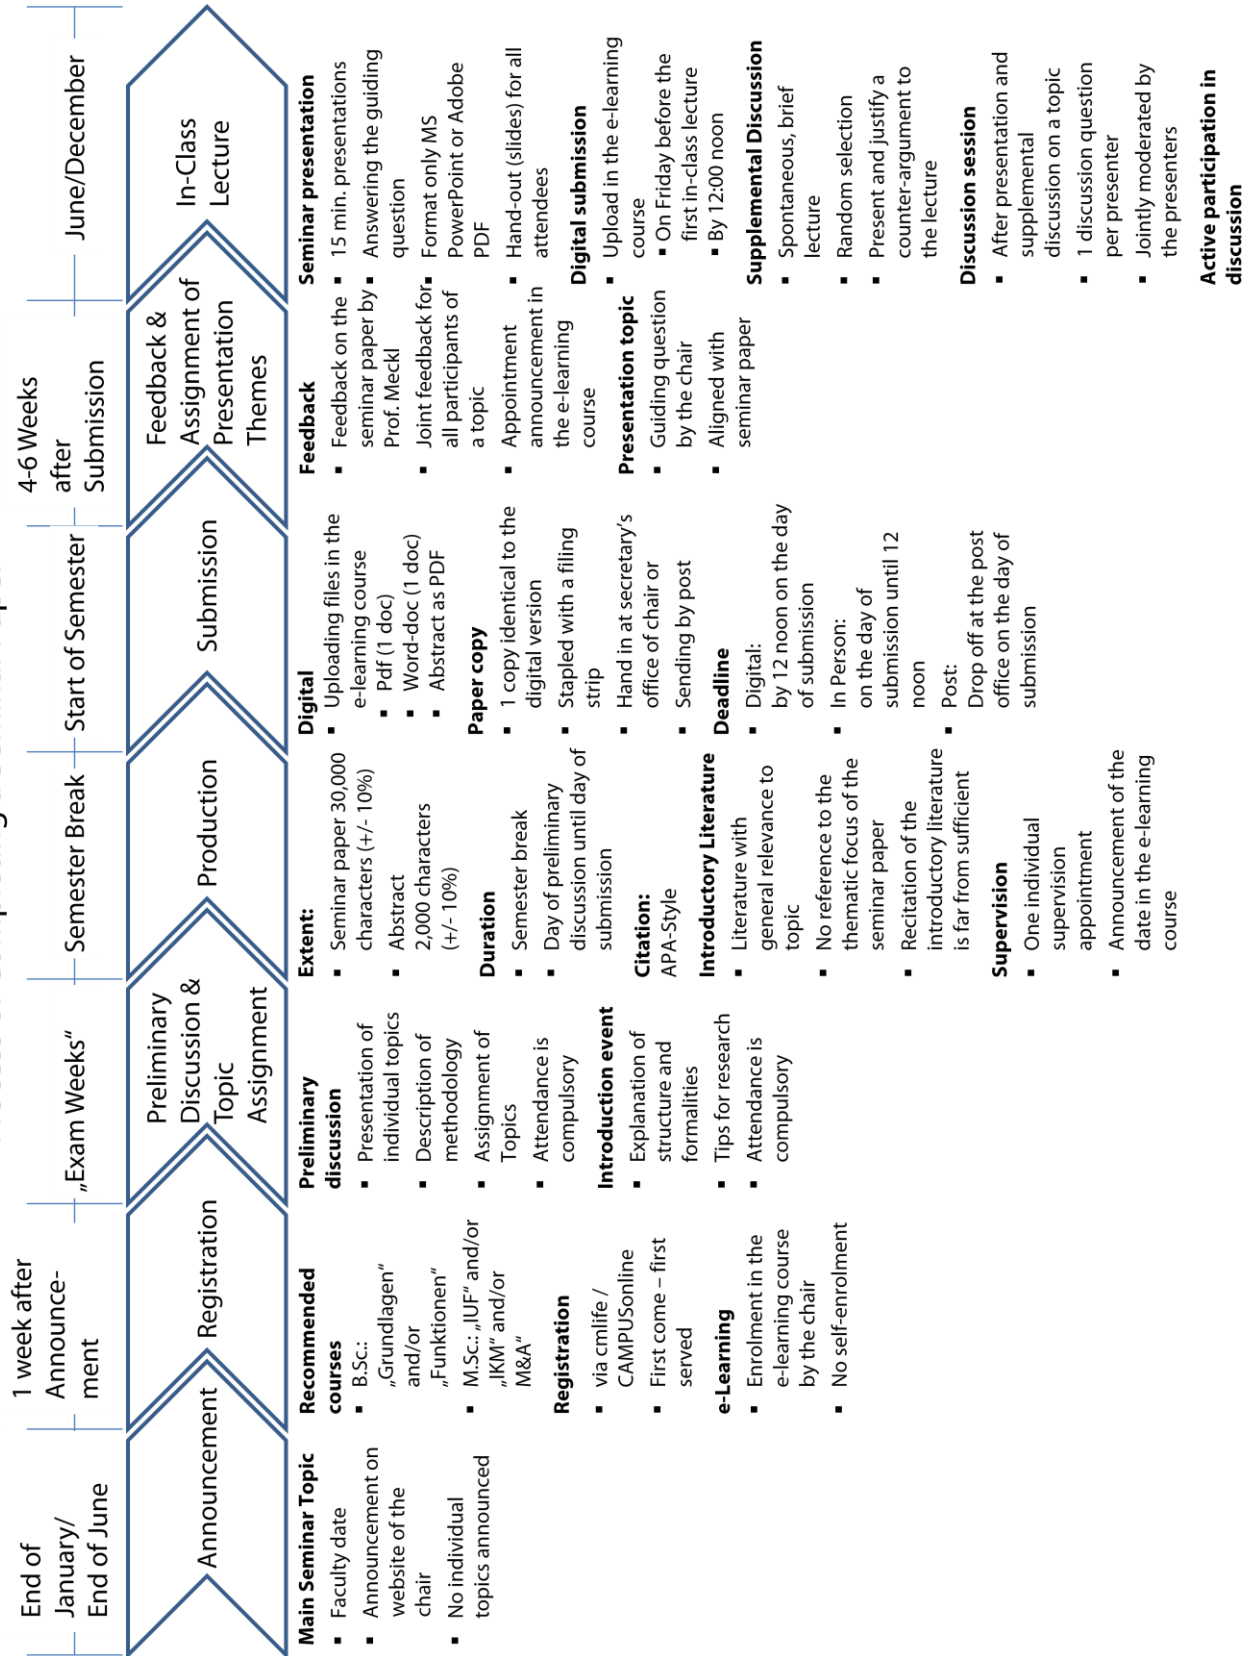 End of
January/
End of June
1 week after
Announce-
ment
„Exam Weeks“
Semester Break
Start of Semester
4-6 Weeks
after
Submission
June/December
Announcement
Registration
Preliminary
Discussion &
Topic
Assignment
Production
Submission
Feedback &
Assignment of
Presentation
Themes
In-Class
Lecture
Main Seminar Topic
▪ Faculty date
▪ Announcement on
website of the
chair
▪ No individual
topics announced
Recommended
courses
▪ B.Sc.:
„Grundlagen“
and/or
„Funktionen“
▪ M.Sc.: „IUF“ and/or
„IKM“ and/or
M&A“
Registration
▪ via cmlife /
CAMPUSonline
▪ First come – first
served
e-Learning
▪ Enrolment in the
e-learning course
by the chair
▪ No self-enrolment
Preliminary
discussion
▪ Presentation of
individual topics
▪ Description of
methodology
▪ Assignment of
Topics
▪ Attendance is
compulsory
Introduction event
▪ Explanation of
structure and
formalities
▪ Tips for research
▪ Attendance is
compulsory
Extent:
▪ Seminar paper 30,000
characters (+/- 10%)
▪ Abstract
2,000 characters
(+/- 10%)
Duration
▪ Semester break
▪ Day of preliminary
discussion until day of
submission
Citation:
APA-Style
Introductory Literature
▪ Literature with
general relevance to
topic
▪ No reference to the
thematic focus of the
seminar paper
▪ Recitation of the
introductory literature
is far from sufficient
Supervision
▪ One individual
supervision
appointment
▪ Announcement of the
date in the e-learning
course
Digital
▪ Uploading files in the
e-learning course
▪ Pdf (1 doc)
▪ Word-doc (1 doc)
▪ Abstract as PDF
Paper copy
▪ 1 copy identical to the
digital version
▪ Stapled with a filing
strip
▪ Hand in at secretary’s
office of chair or
▪ Sending by post
Deadline
▪ Digital:
by 12 noon on the day
of submission
▪ In Person:
on the day of
submission until 12
noon
▪ Post:
Drop off at the post
office on the day of
submission
Feedback
▪ Feedback on the
seminar paper by
Prof. Meckl
▪ Joint feedback for
all participants of
a topic
▪ Appointment
announcement in
the e-learning
course
Presentation topic
▪ Guiding question
by the chair
▪ Aligned with
seminar paper
Seminar presentation
▪ 15 min. presentations
▪ Answering the guiding
question
▪ Format only MS
PowerPoint or Adobe
PDF
▪ Hand-out (slides) for all
attendees
Digital submission
▪ Upload in the e-learning
course
▪ On Friday before the
first in-class lecture
▪ By 12:00 noon
Supplemental Discussion
▪ Spontaneous, brief
lecture
▪ Random selection
▪ Present and justify a
counter-argument to
the lecture
Discussion session
▪ After presentation and
supplemental
discussion on a topic
▪ 1 discussion question
per presenter
▪ Jointly moderated by
the presenters
Active participation in
discussion